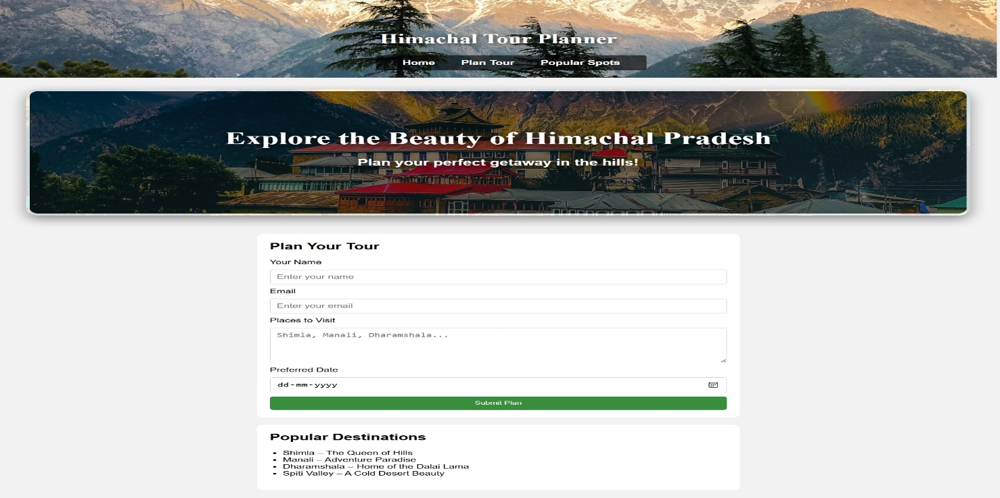 Himachal Tour Planner
Home Plan Tour Popular Spots
Explore the Beauty of Himachal Pradesh
Plan your perfect getaway in the hills!
Plan Your Tour
Your Name
Enter your name
Email
Enter your email
Places to Visit
Shimla, Manali, Dharamshala...
Preferred Date
dd-mm-yyyy
Submit Plan
Popular Destinations
• Shimla – The Queen of Hills
• Manali – Adventure Paradise
• Dharamshala – Home of the Dalai Lama
• Spiti Valley – A Cold Desert Beauty